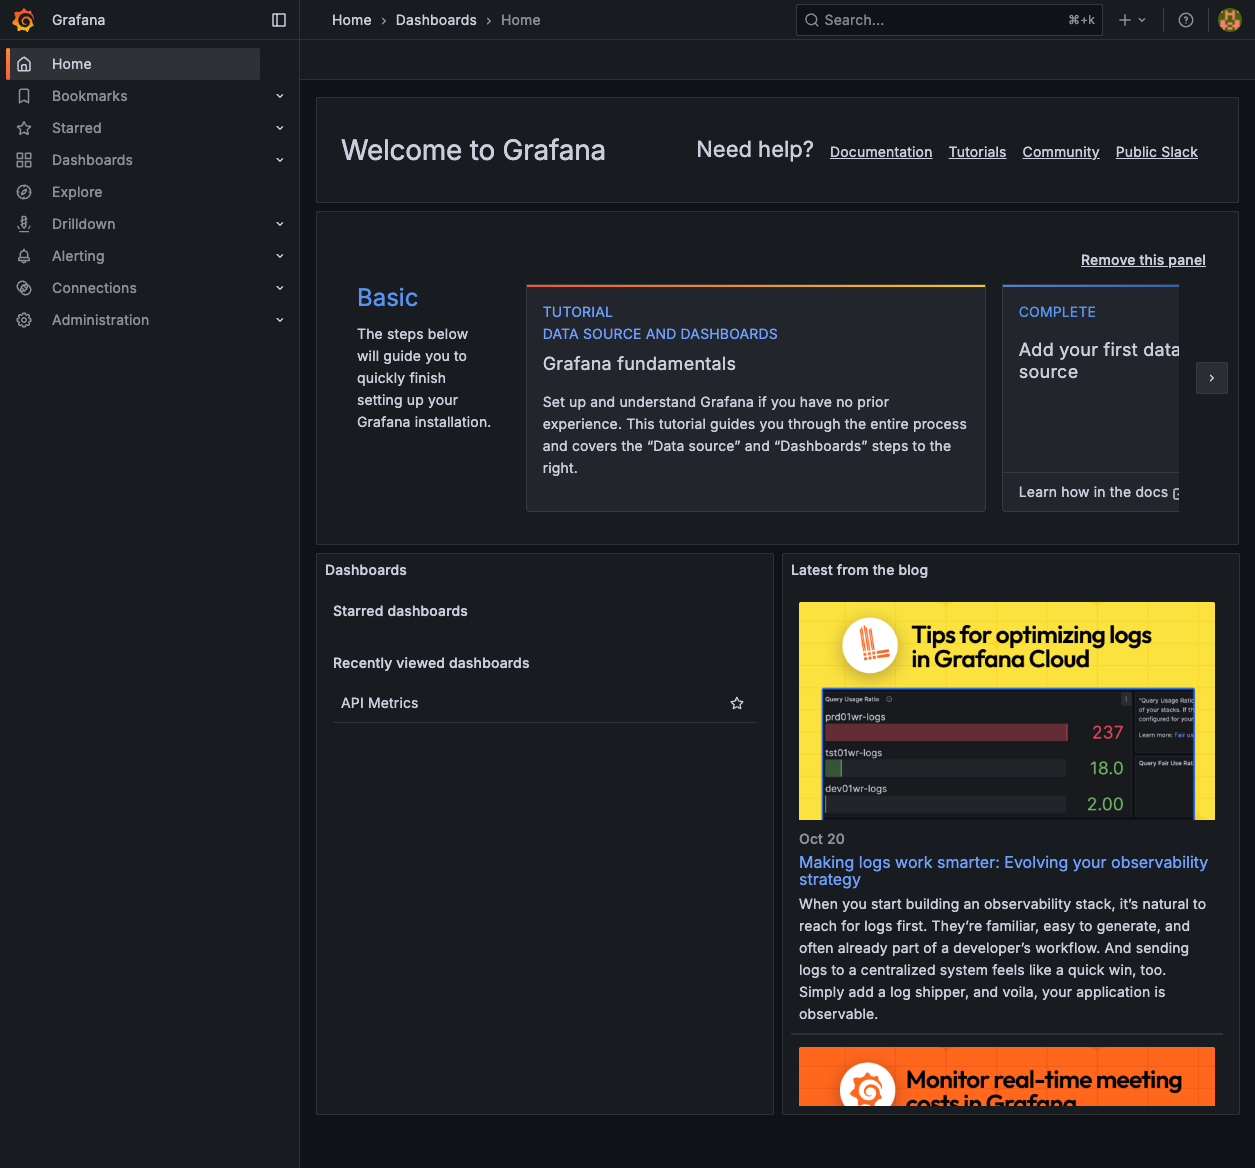 Grafana
Home › Dashboards › Home
Search...
⌘+k
Home
Bookmarks
Starred
Dashboards
Explore
Drilldown
Alerting
Connections
Administration
Welcome to Grafana
Need help?
Documentation
Tutorials
Community
Public Slack
Remove this panel
Basic
The steps below
will guide you to
quickly finish
setting up your
Grafana installation.
TUTORIAL
DATA SOURCE AND DASHBOARDS
Grafana fundamentals
Set up and understand Grafana if you have no prior
experience. This tutorial guides you through the entire process
and covers the “Data source” and “Dashboards” steps to the
right.
COMPLETE
Add your first data
source
Learn how in the docs
Dashboards
Starred dashboards
Recently viewed dashboards
API Metrics
Latest from the blog
Tips for optimizing logs
in Grafana Cloud
Query Usage Ratio
prd01wr-logs
237
tst01wr-logs
18.0
dev01wr-logs
2.00
"Query Usage Ratio
of your stacks. If th
configured for your
Learn more: Fair us
Query Fair Use Rat
Oct 20
Making logs work smarter: Evolving your observability
strategy
When you start building an observability stack, it’s natural to
reach for logs first. They’re familiar, easy to generate, and
often already part of a developer’s workflow. And sending
logs to a centralized system feels like a quick win, too.
Simply add a log shipper, and voila, your application is
observable.
Monitor real-time meeting
costs in Grafana